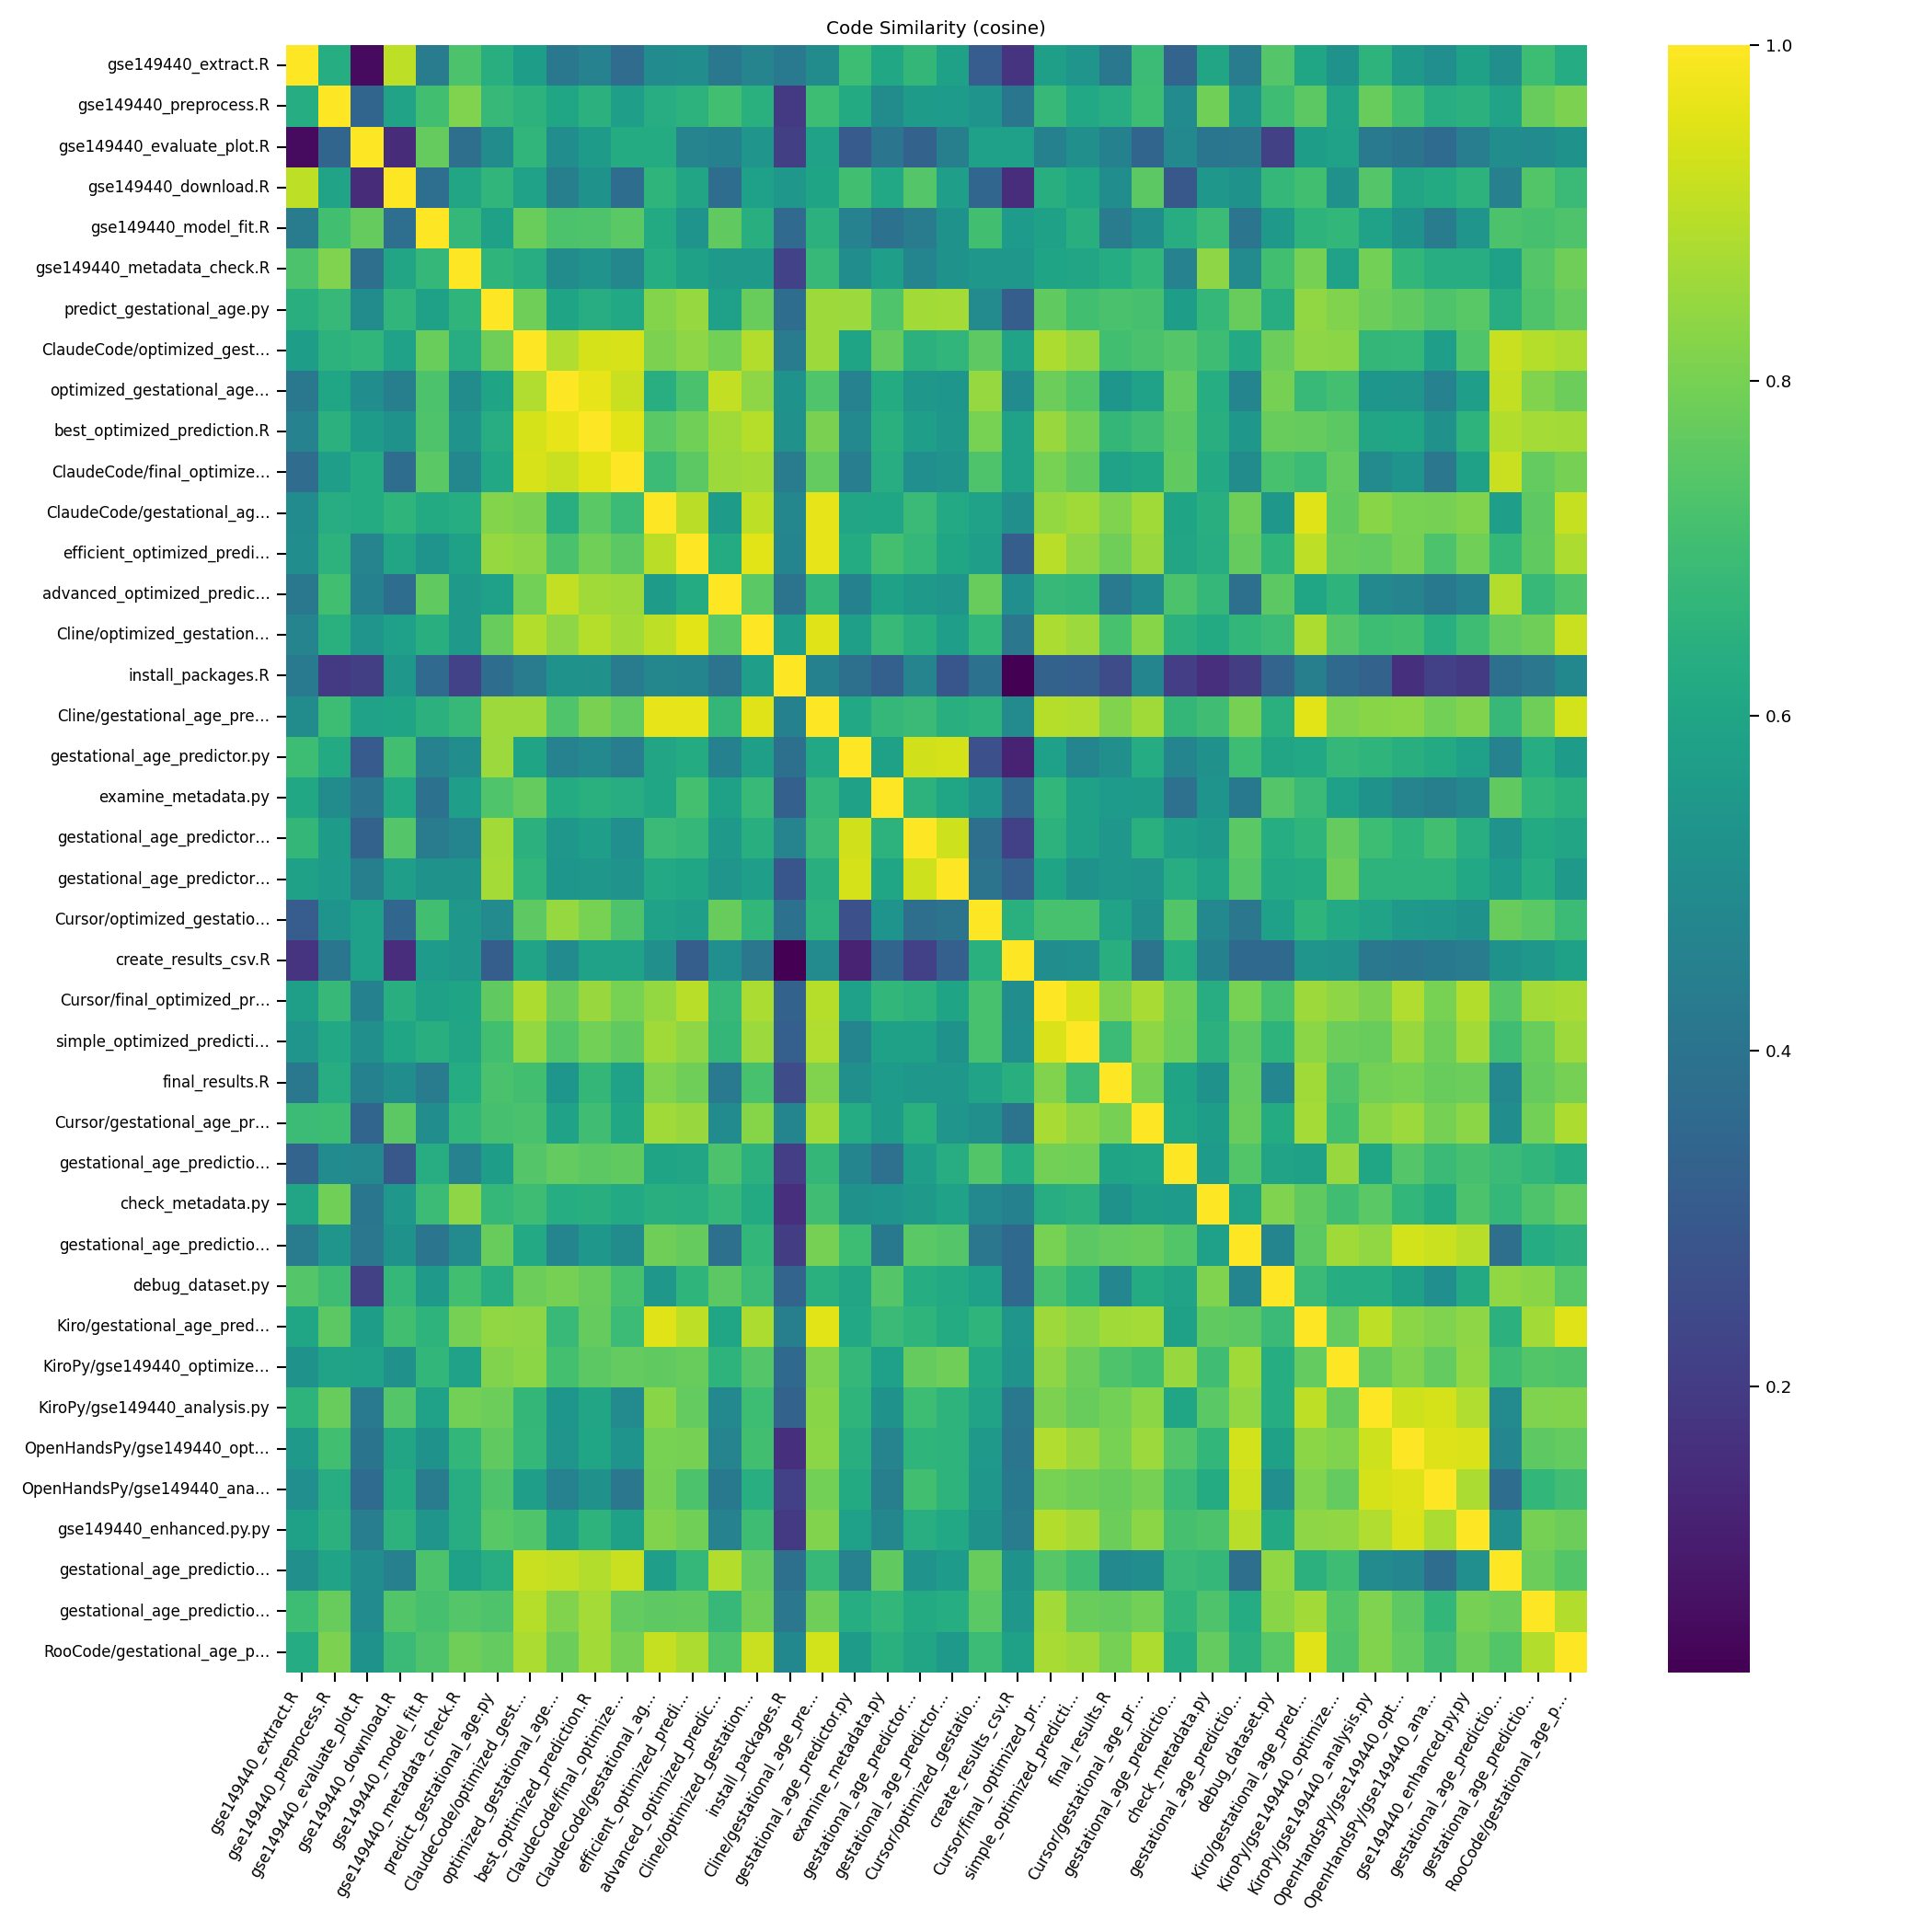 Code Similarity (cosine)
gse149440_extract.R
gse149440_preprocess.R
gse149440_evaluate_plot.R
gse149440_download.R
gse149440_model_fit.R
gse149440_metadata_check.R
predict_gestational_age.py
ClaudeCode/optimized_gest...
optimized_gestational_age...
best_optimized_prediction.R
ClaudeCode/final_optimize...
ClaudeCode/gestational_ag...
efficient_optimized_predi...
advanced_optimized_predic...
Cline/optimized_gestation...
install_packages.R
Cline/gestational_age_pre...
gestational_age_predictor.py
examine_metadata.py
gestational_age_predictor...
gestational_age_predictor...
Cursor/optimized_gestatio...
create_results_csv.R
Cursor/final_optimized_pr...
simple_optimized_predicti...
final_results.R
Cursor/gestational_age_pr...
gestational_age_predictio...
check_metadata.py
gestational_age_predictio...
debug_dataset.py
Kiro/gestational_age_pred...
KiroPy/gse149440_optimize...
KiroPy/gse149440_analysis.py
OpenHandsPy/gse149440_opt...
OpenHandsPy/gse149440_ana...
gse149440_enhanced.py.py
gestational_age_predictio...
gestational_age_predictio...
RooCode/gestational_age_p...
gse149440_extract.R
gse149440_preprocess.R
gse149440_evaluate_plot.R
gse149440_download.R
gse149440_model_fit.R
gse149440_metadata_check.R
predict_gestational_age.py
ClaudeCode/optimized_gest...
optimized_gestational_age...
best_optimized_prediction.R
ClaudeCode/final_optimize...
ClaudeCode/gestational_ag...
efficient_optimized_predi...
advanced_optimized_predic...
Cline/optimized_gestation...
install_packages.R
Cline/gestational_age_pre...
gestational_age_predictor.py
examine_metadata.py
gestational_age_predictor...
gestational_age_predictor...
Cursor/optimized_gestatio...
create_results_csv.R
Cursor/final_optimized_pr...
simple_optimized_predicti...
final_results.R
Cursor/gestational_age_pr...
gestational_age_predictio...
check_metadata.py
gestational_age_predictio...
debug_dataset.py
Kiro/gestational_age_pred...
KiroPy/gse149440_optimize...
KiroPy/gse149440_analysis.py
OpenHandsPy/gse149440_opt...
OpenHandsPy/gse149440_ana...
gse149440_enhanced.py.py
gestational_age_predictio...
gestational_age_predictio...
RooCode/gestational_age_p...
1.0
0.8
0.6
0.4
0.2